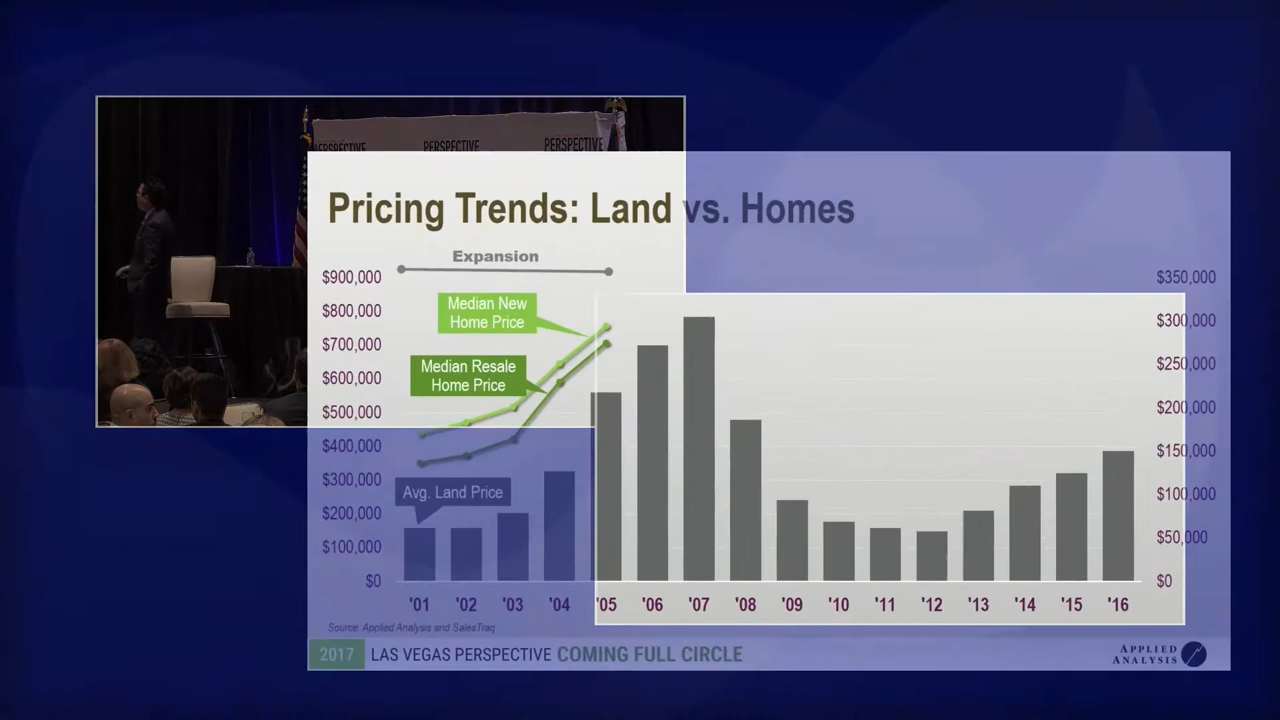 PERSPECTIVE
PERSPECTIVE
PERSPECTIVE
Pricing Trends: Land vs. Homes
Expansion
$900,000
$800,000
$700,000
$600,000
$500,000
$400,000
$300,000
$200,000
$100,000
$0
Median New
Home Price
Median Resale
Home Price
Avg. Land Price
$350,000
$300,000
$250,000
$200,000
$150,000
$100,000
$50,000
$0
'01 '02 '03 '04 '05 '06 '07 '08 '09 '10 '11 '12 '13 '14 '15 '16
Source: Applied Analysis and SalesTraq
2017 LAS VEGAS PERSPECTIVE COMING FULL CIRCLE
APPLIED
ANALYSIS